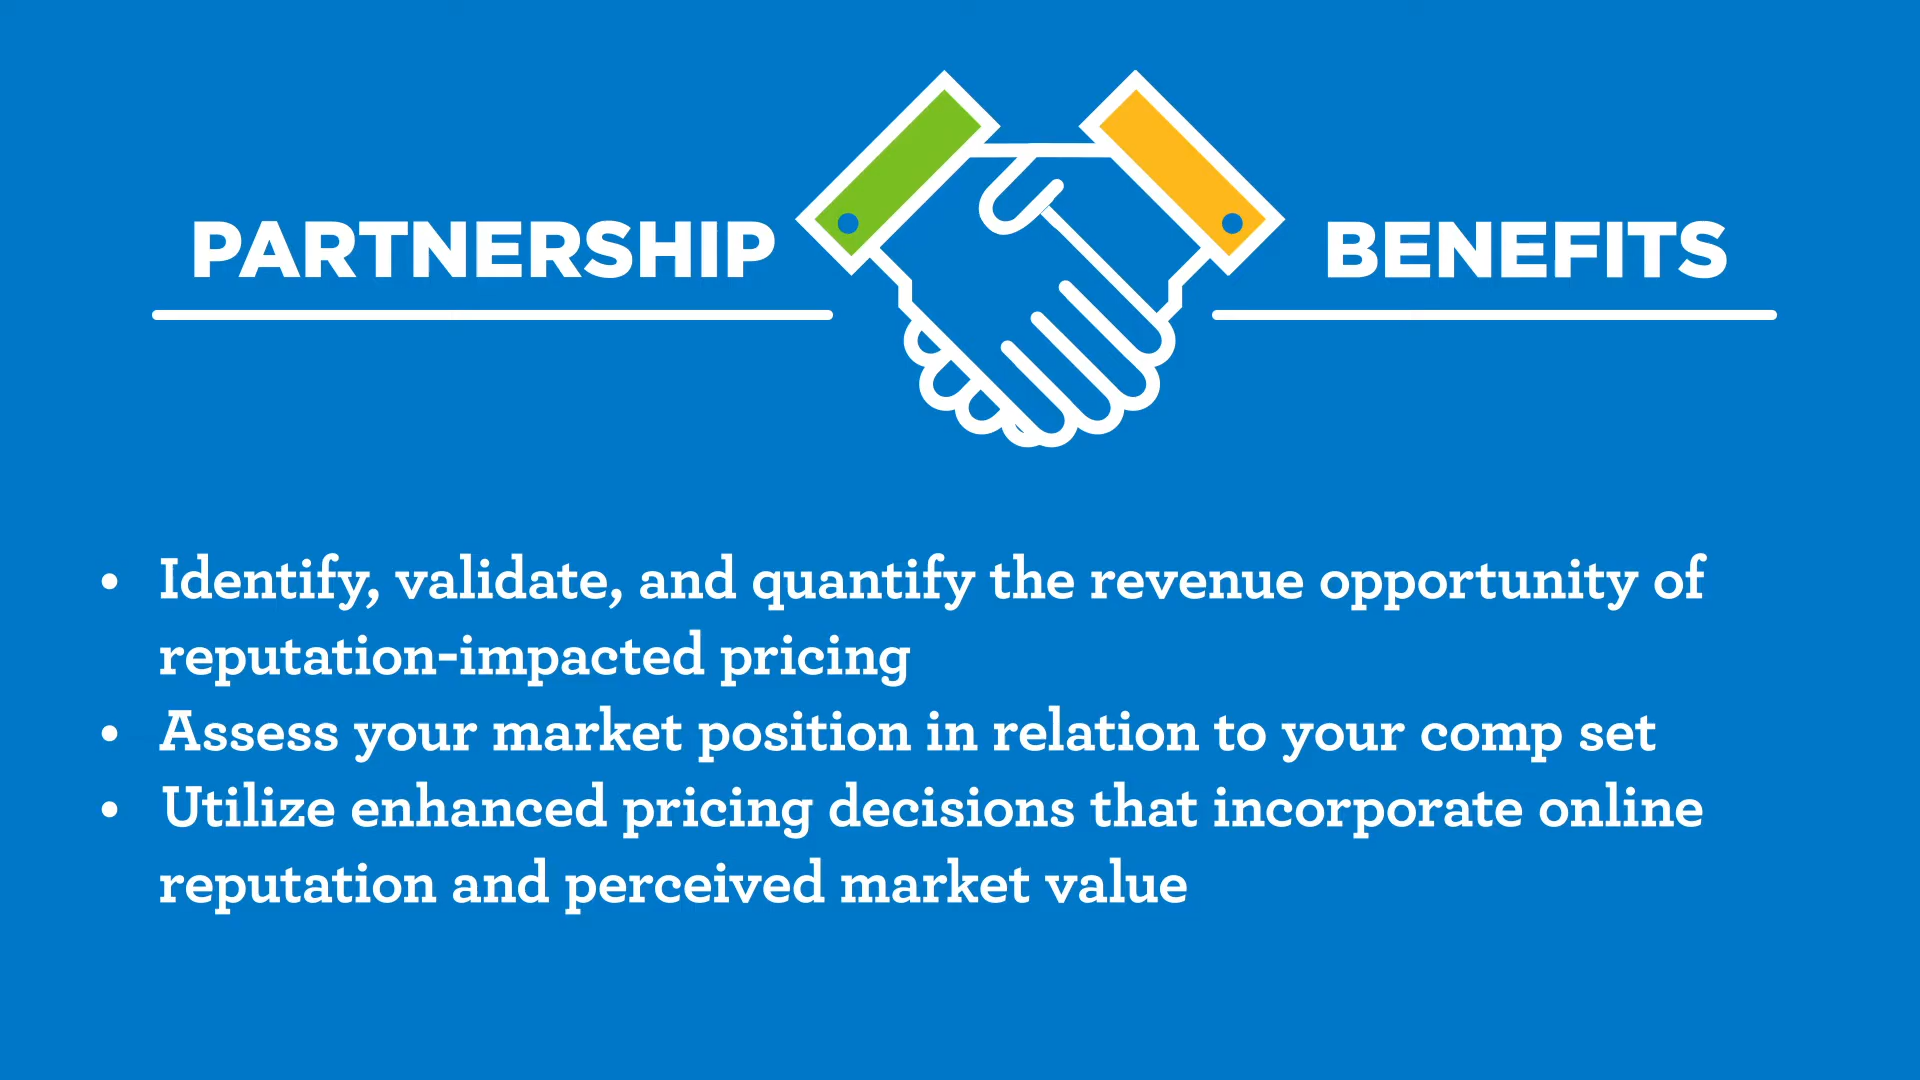 PARTNERSHIP BENEFITS
• Identify, validate, and quantify the revenue opportunity of
reputation-impacted pricing
• Assess your market position in relation to your comp set
• Utilize enhanced pricing decisions that incorporate online
reputation and perceived market value